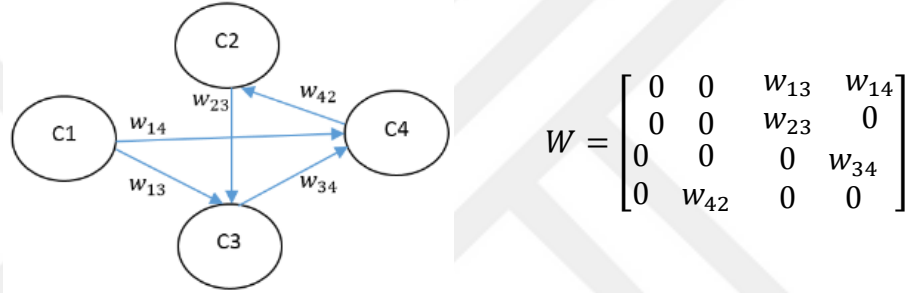 C2
w₂₃
w₄₂
C1
w₁₄
C4
w₁₃
w₃₄
C3
W = [
0 0 w₁₃ w₁₄
0 0 w₂₃ 0
0 0 0 w₃₄
0 w₄₂ 0 0
]